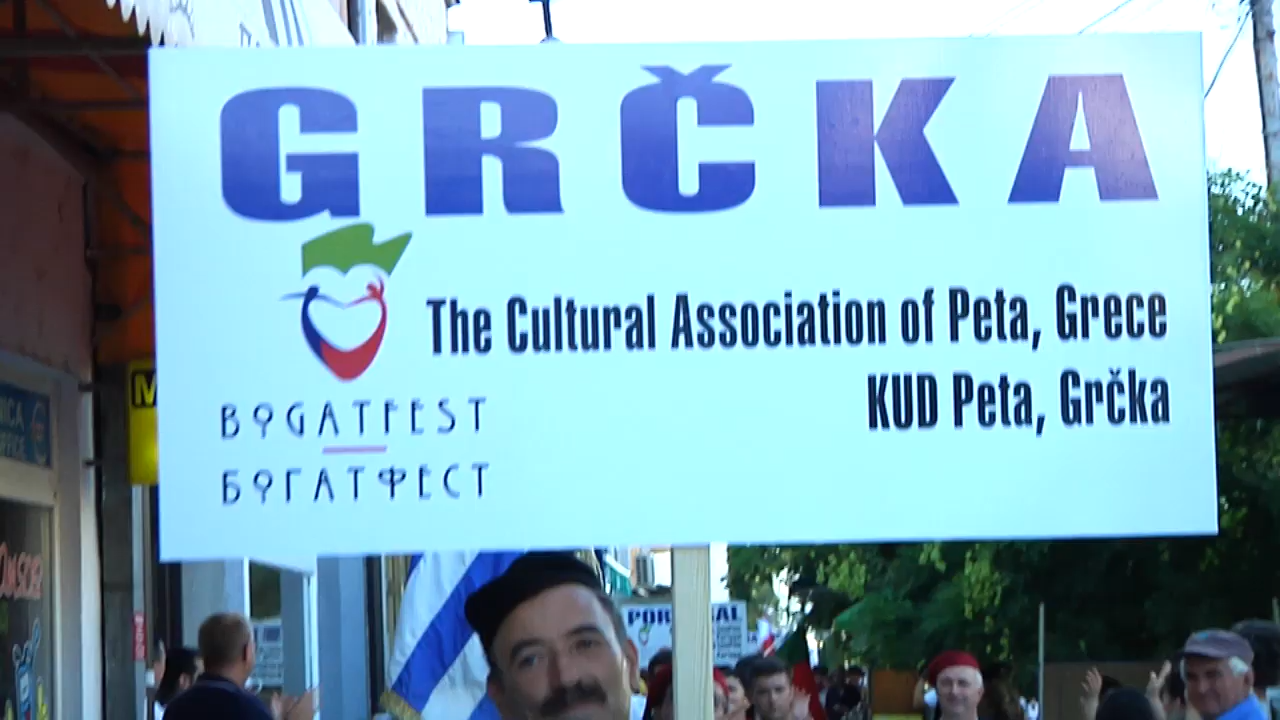 GRČKA
The Cultural Association of Peta, Grece
KUD Peta, Grčka
BOGATFEST
БОГАТФЕСТ